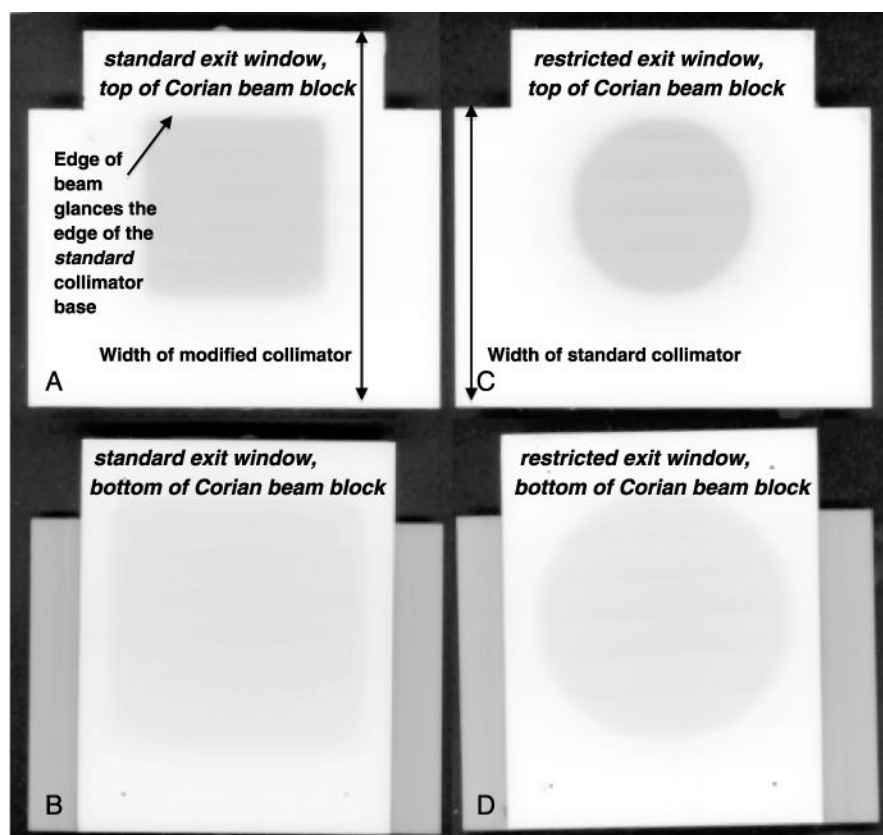 standard exit window,
top of Corian beam block
Edge of
beam
glances the
edge of the
standard
collimator
base
Width of modified collimator
A
restricted exit window,
top of Corian beam block
Width of standard collimator
C
standard exit window,
bottom of Corian beam block
B
restricted exit window,
bottom of Corian beam block
D